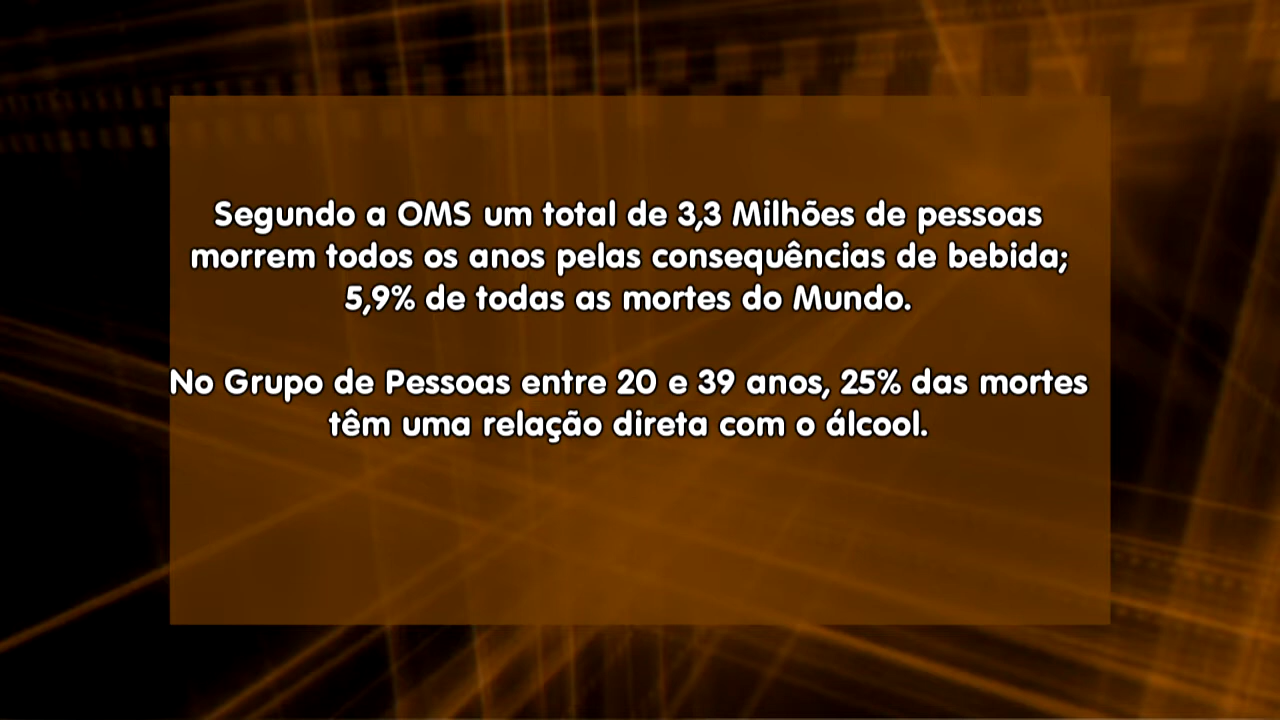 Segundo a OMS um total de 3,3 Milhões de pessoas
morrem todos os anos pelas consequências de bebida;
5,9% de todas as mortes do Mundo.
No Grupo de Pessoas entre 20 e 39 anos, 25% das mortes
têm uma relação direta com o álcool.